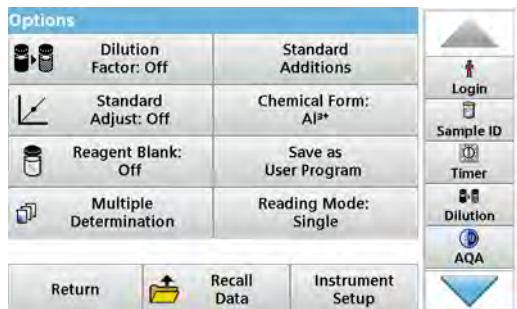 Options
Dilution
Factor: Off
Standard
Additions
Standard
Adjust: Off
Chemical Form:
Al³⁺
Reagent Blank:
Off
Save as
User Program
Multiple
Determination
Reading Mode:
Single
Return
Recall
Data
Instrument
Setup
Login
Sample ID
Timer
Dilution
AQA